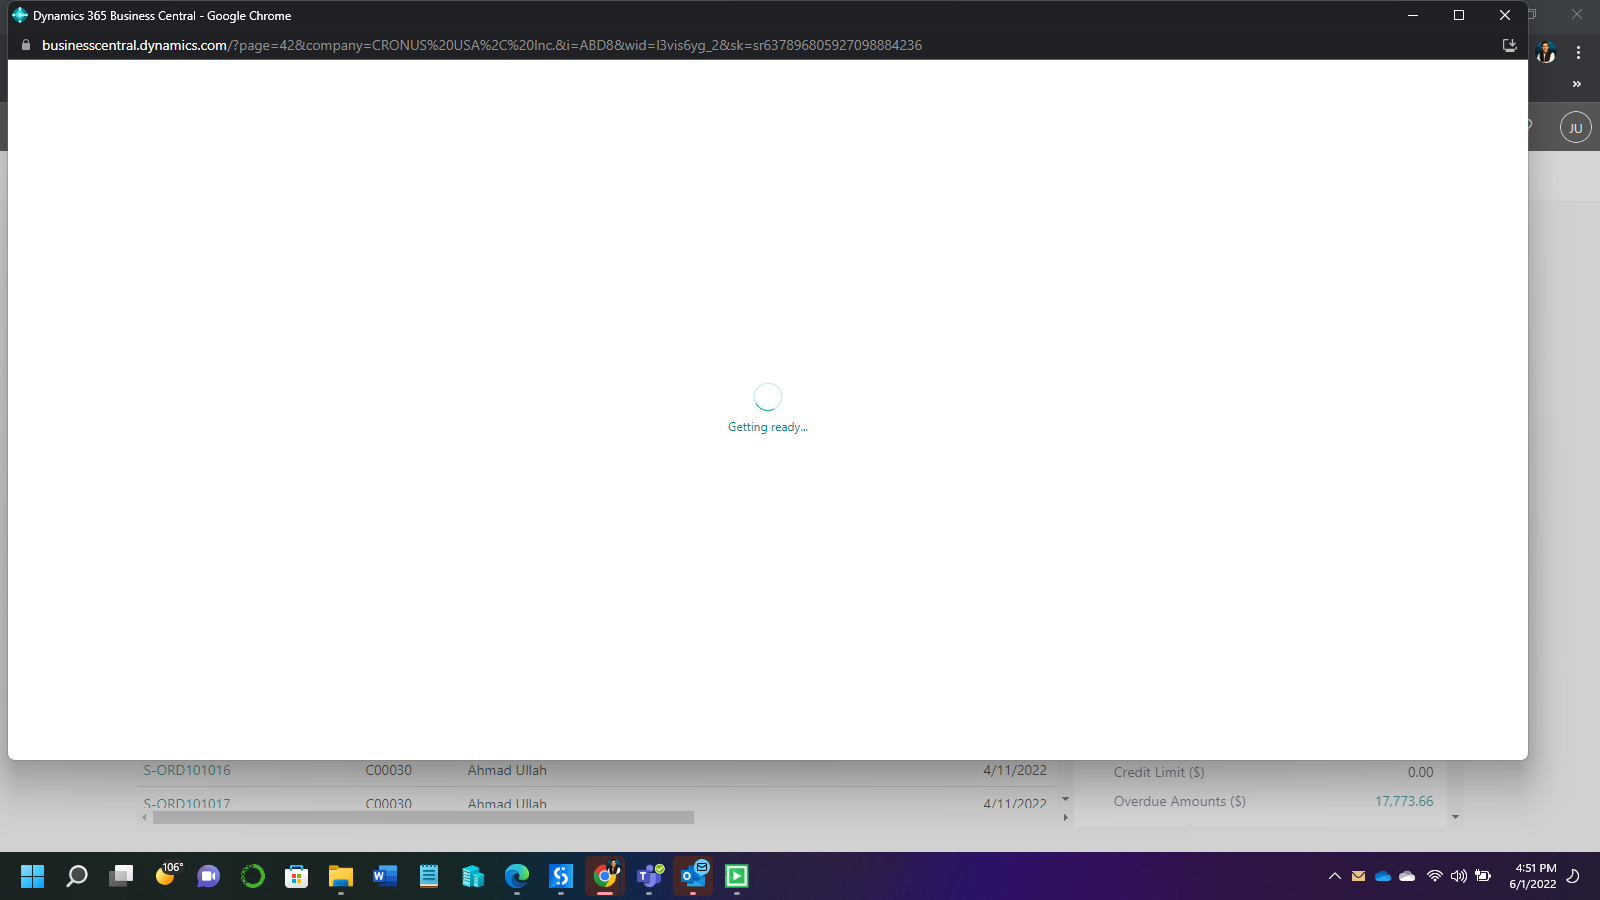 Dynamics 365 Business Central - Google Chrome
businesscentral.dynamics.com/?page=42&company=CRONUS%20USA%2C%20Inc.&i=ABD8&wid=l3vis6yg_2&sk=sr637896805927098884236
JU
Getting ready...
S-ORD101016 C00030 Ahmad Ullah 4/11/2022
Credit Limit ($) 0.00
S-ORD101017 C00030 Ahmad Ullah 4/11/2022
Overdue Amounts ($) 17,773.66
106°
4:51 PM
6/1/2022